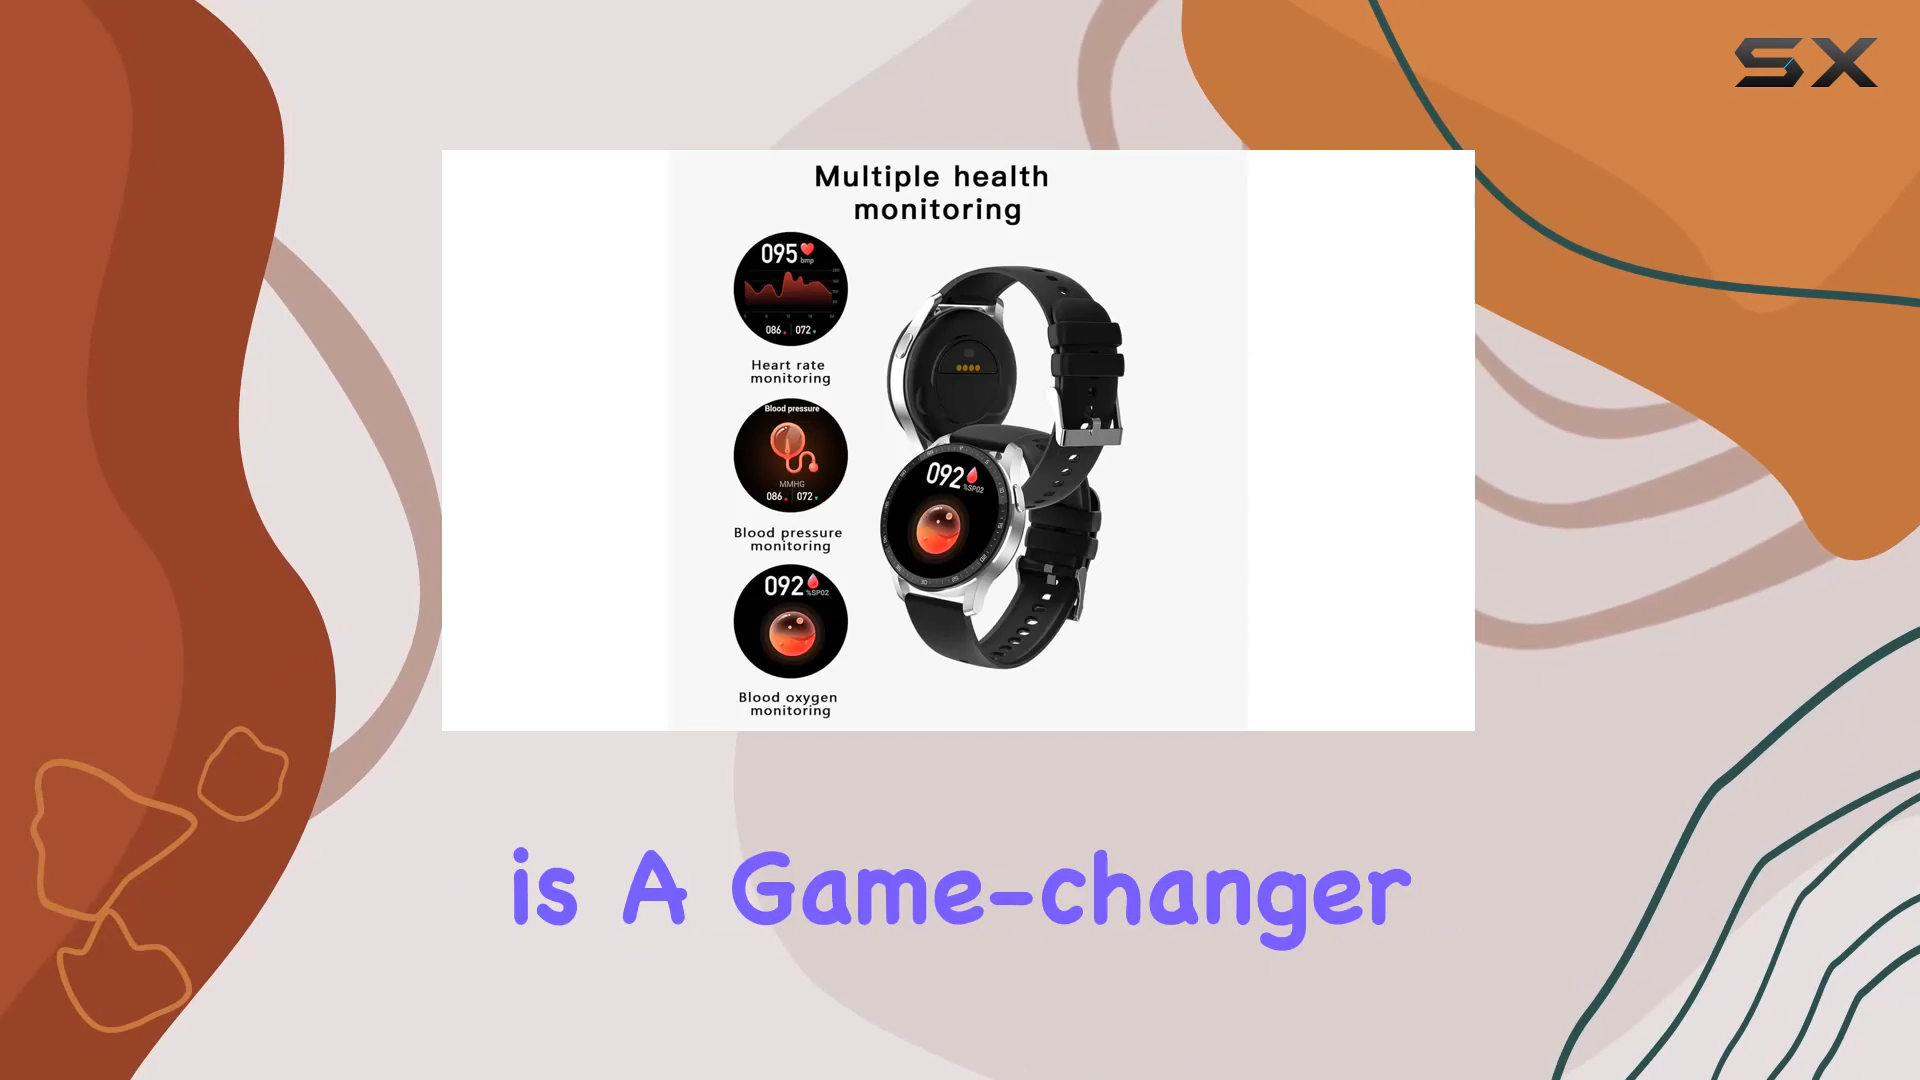 SX
Multiple health
monitoring
095
bmp
086 072
Heart rate
monitoring
Blood pressure
MMHG
086 072
Blood pressure
monitoring
092
%SP02
Blood oxygen
monitoring
092
%SP02
is A Game-changer